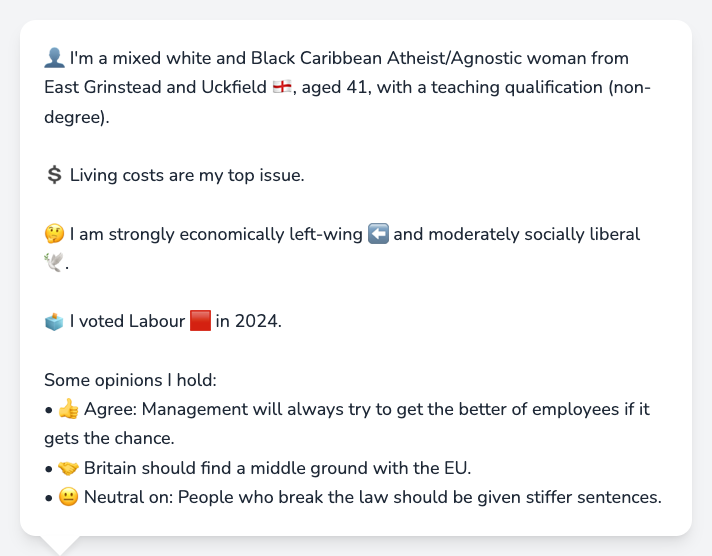 👤 I'm a mixed white and Black Caribbean Atheist/Agnostic woman from
East Grinstead and Uckfield 🏴󠁧󠁢󠁥󠁮󠁧󠁿, aged 41, with a teaching qualification (non-
degree).
💲 Living costs are my top issue.
🤔 I am strongly economically left-wing ⬅️ and moderately socially liberal
🕊️.
🗳️ I voted Labour 🟥 in 2024.
Some opinions I hold:
• 👍 Agree: Management will always try to get the better of employees if it
gets the chance.
• 🤝 Britain should find a middle ground with the EU.
• 😐 Neutral on: People who break the law should be given stiffer sentences.